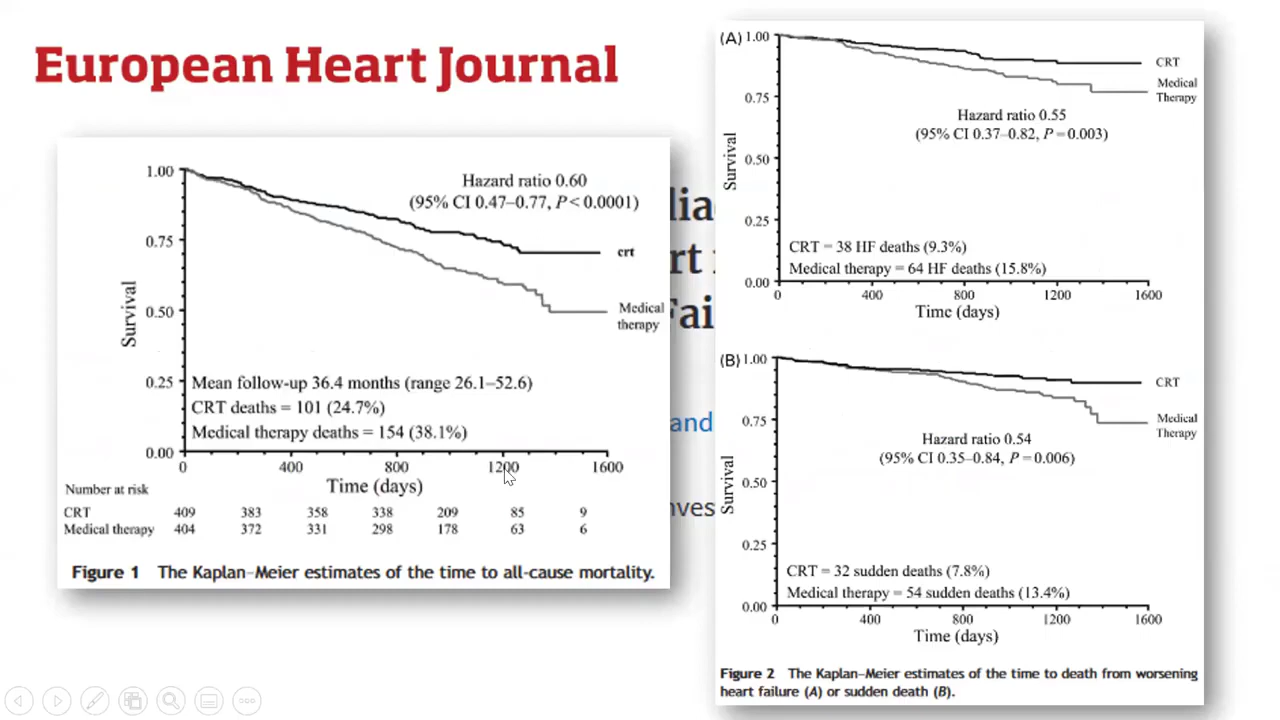 European Heart Journal
1.00
0.75
0.50
0.25
0.00
Survival
Hazard ratio 0.60
(95% CI 0.47–0.77, P < 0.0001)
crt
Medical
therapy
Mean follow-up 36.4 months (range 26.1–52.6)
CRT deaths = 101 (24.7%)
Medical therapy deaths = 154 (38.1%)
0 400 800 1200 1600
Time (days)
Number at risk
CRT 409 383 358 338 209 85 9
Medical therapy 404 372 331 298 178 63 6
Figure 1 The Kaplan–Meier estimates of the time to all-cause mortality.
and
(A)
1.00
0.75
0.50
0.25
0.00
Survival
CRT
Medical
Therapy
Hazard ratio 0.55
(95% CI 0.37–0.82, P = 0.003)
CRT = 38 HF deaths (9.3%)
Medical therapy = 64 HF deaths (15.8%)
0 400 800 1200 1600
Time (days)
(B)
1.00
0.75
0.50
0.25
0.00
Survival
CRT
Medical
Therapy
Hazard ratio 0.54
(95% CI 0.35–0.84, P = 0.006)
CRT = 32 sudden deaths (7.8%)
Medical therapy = 54 sudden deaths (13.4%)
0 400 800 1200 1600
Time (days)
Figure 2 The Kaplan–Meier estimates of the time to death from worsening
heart failure (A) or sudden death (B).